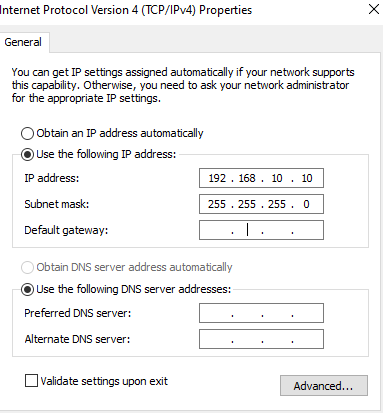 Internet Protocol Version 4 (TCP/IPv4) Properties
General
You can get IP settings assigned automatically if your network supports
this capability. Otherwise, you need to ask your network administrator
for the appropriate IP settings.
Obtain an IP address automatically
Use the following IP address:
IP address: 192 . 168 . 10 . 10
Subnet mask: 255 . 255 . 255 . 0
Default gateway: . . .
Obtain DNS server address automatically
Use the following DNS server addresses:
Preferred DNS server: . . .
Alternate DNS server: . . .
Validate settings upon exit
Advanced...